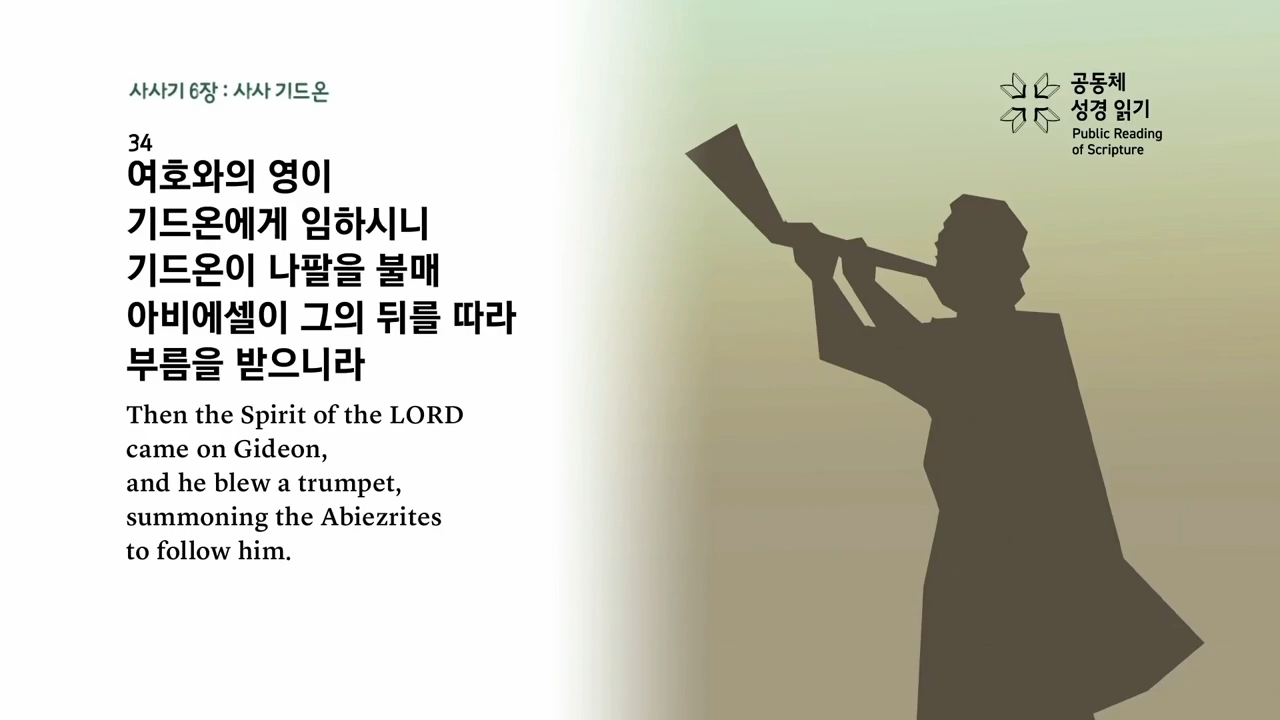 사사기 6장 : 사사 기드온
34
여호와의 영이
기드온에게 임하시니
기드온이 나팔을 불매
아비에셀이 그의 뒤를 따라
부름을 받으니라
Then the Spirit of the LORD
came on Gideon,
and he blew a trumpet,
summoning the Abiezrites
to follow him.
공동체
성경 읽기
Public Reading
of Scripture